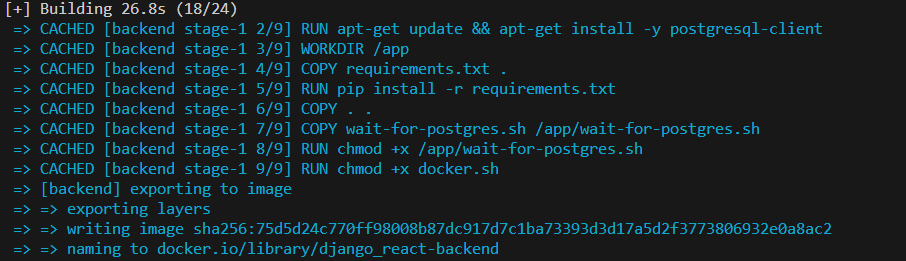 [+] Building 26.8s (18/24)
=> CACHED [backend stage-1 2/9] RUN apt-get update && apt-get install -y postgresql-client
=> CACHED [backend stage-1 3/9] WORKDIR /app
=> CACHED [backend stage-1 4/9] COPY requirements.txt .
=> CACHED [backend stage-1 5/9] RUN pip install -r requirements.txt
=> CACHED [backend stage-1 6/9] COPY . .
=> CACHED [backend stage-1 7/9] COPY wait-for-postgres.sh /app/wait-for-postgres.sh
=> CACHED [backend stage-1 8/9] RUN chmod +x /app/wait-for-postgres.sh
=> CACHED [backend stage-1 9/9] RUN chmod +x docker.sh
=> [backend] exporting to image
=> => exporting layers
=> => writing image sha256:75d5d24c770ff98008b87dc917d7c1ba73393d3d17a5d2f3773806932e0a8ac2
=> => naming to docker.io/library/django_react-backend